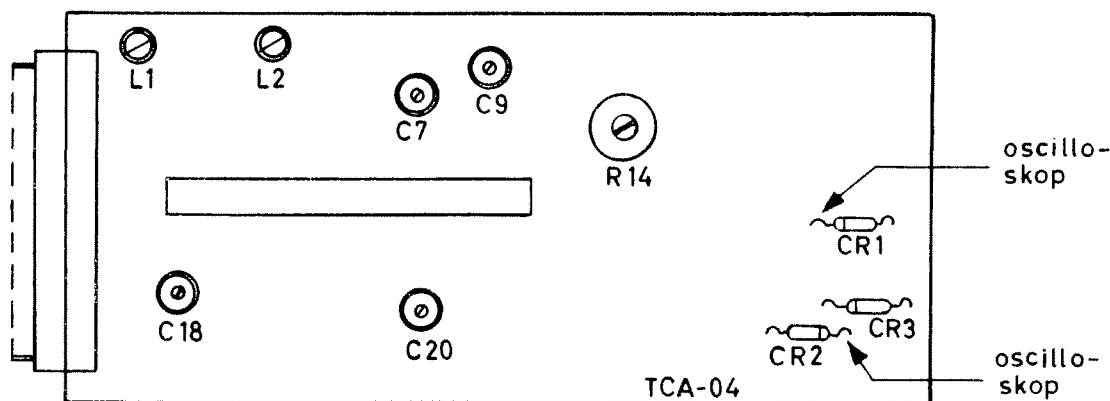 L1
L2
C7
C9
R14
oscillo-
skop
CR1
C18
C20
CR3
CR2
oscillo-
skop
TCA-04